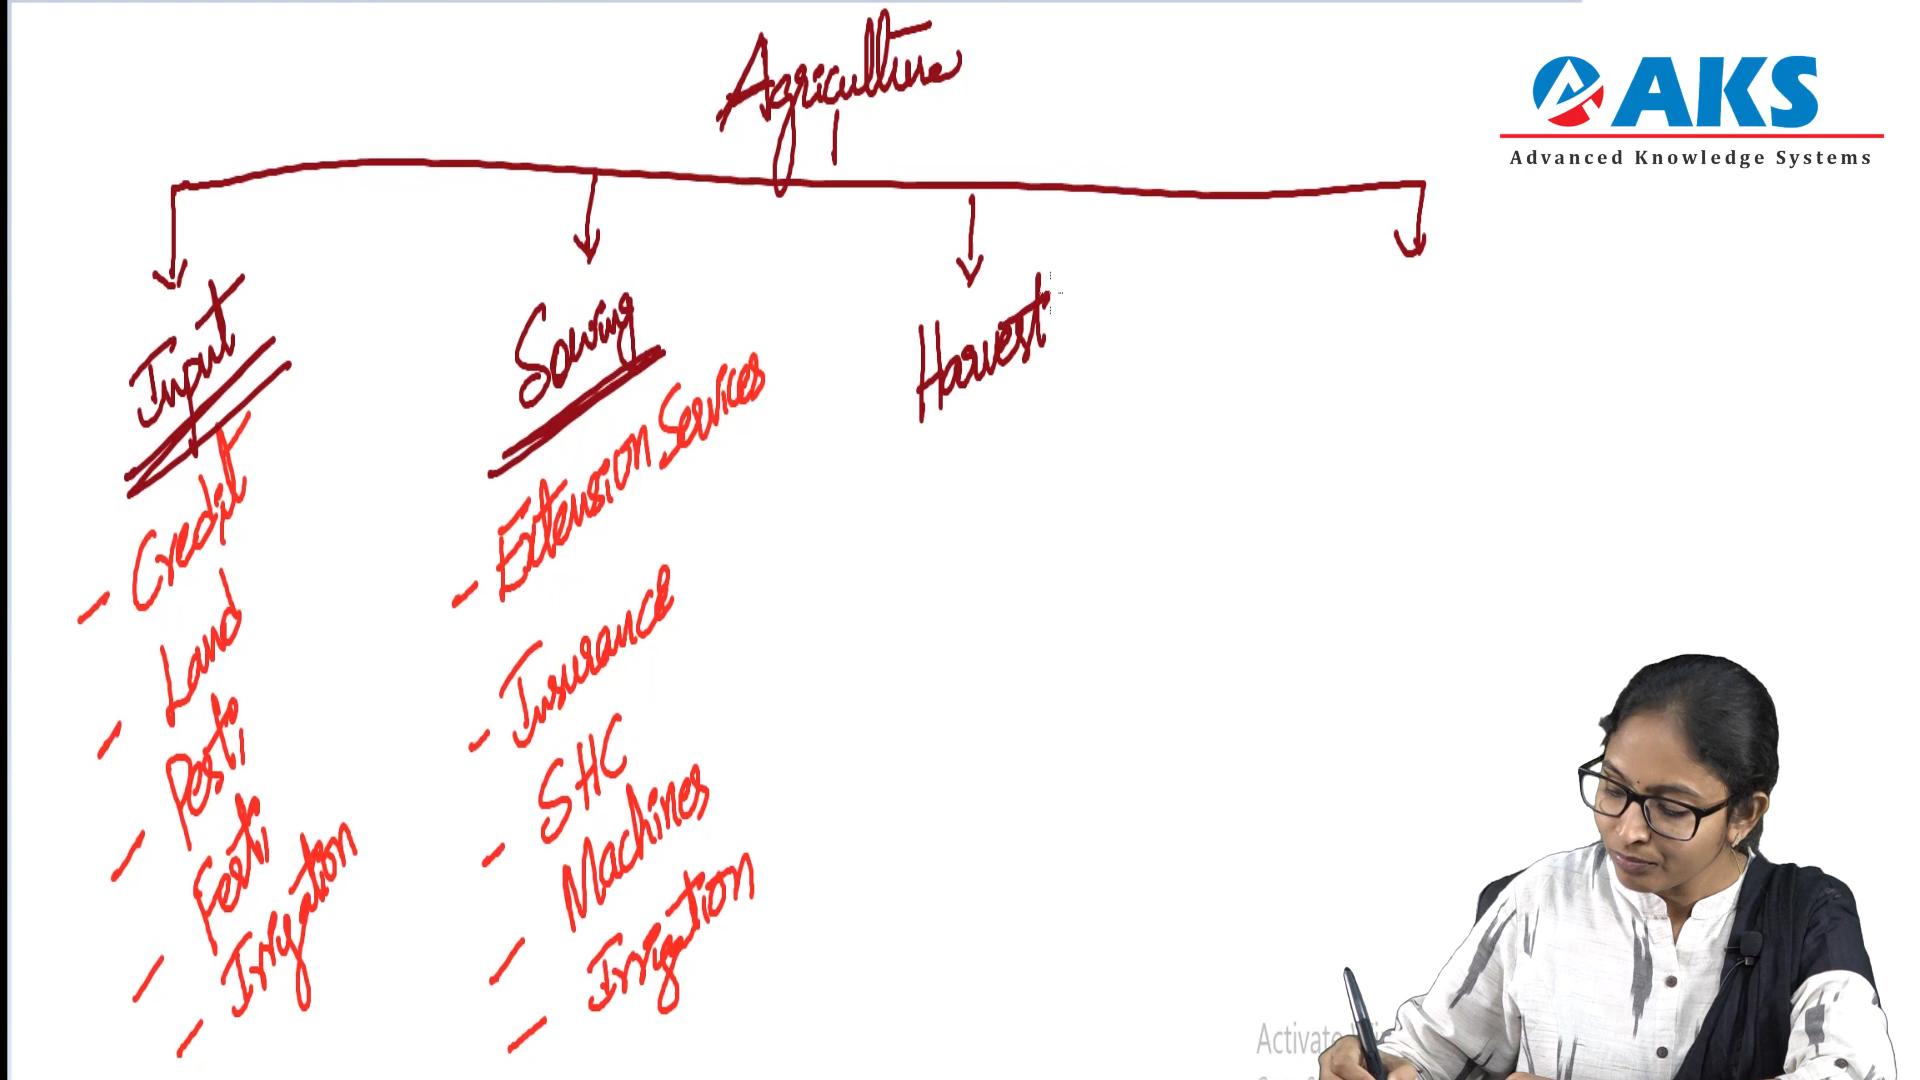 Agriculture
AKS
Advanced Knowledge Systems
Input
- Credit
- Land
- Pesti
- Ferti
- Irrigation
Sowing
- Extension Services
- Insurance
- SHC
- Machines
- Irrigation
Harvest
Activate